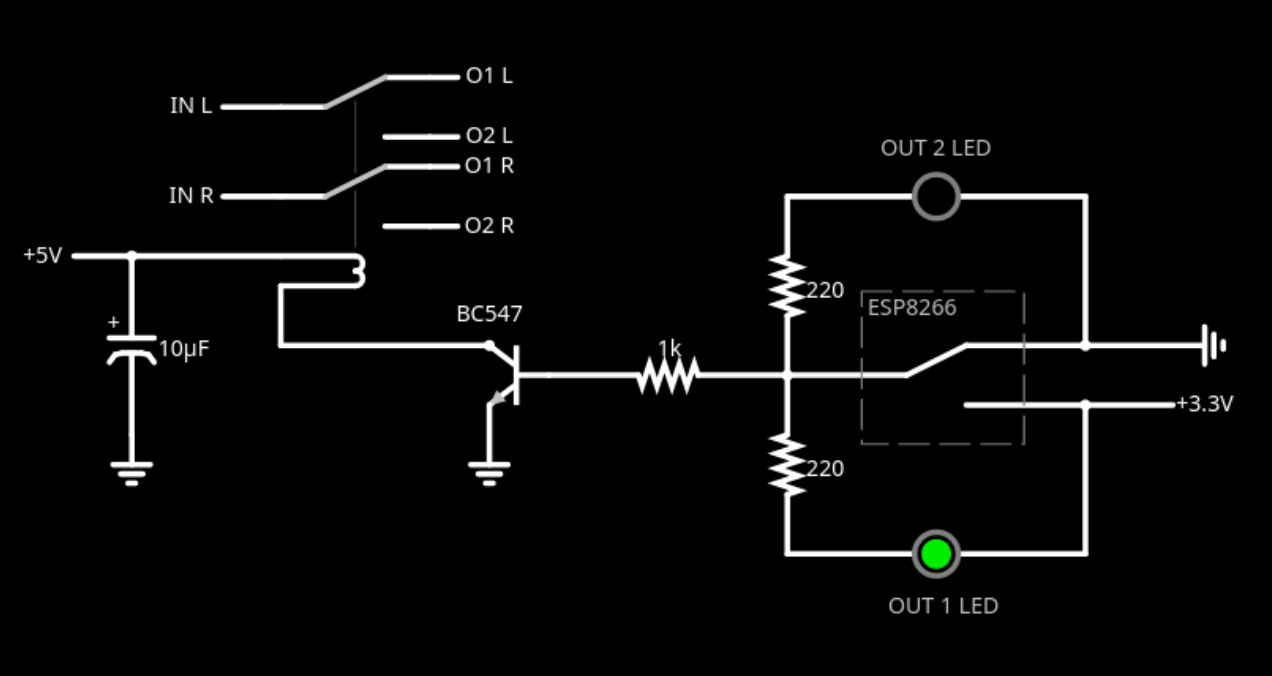 O1 L
IN L
O2 L
O1 R
IN R
O2 R
+5V
+
10μF
BC547
1k
OUT 2 LED
220
ESP8266
+3.3V
220
OUT 1 LED